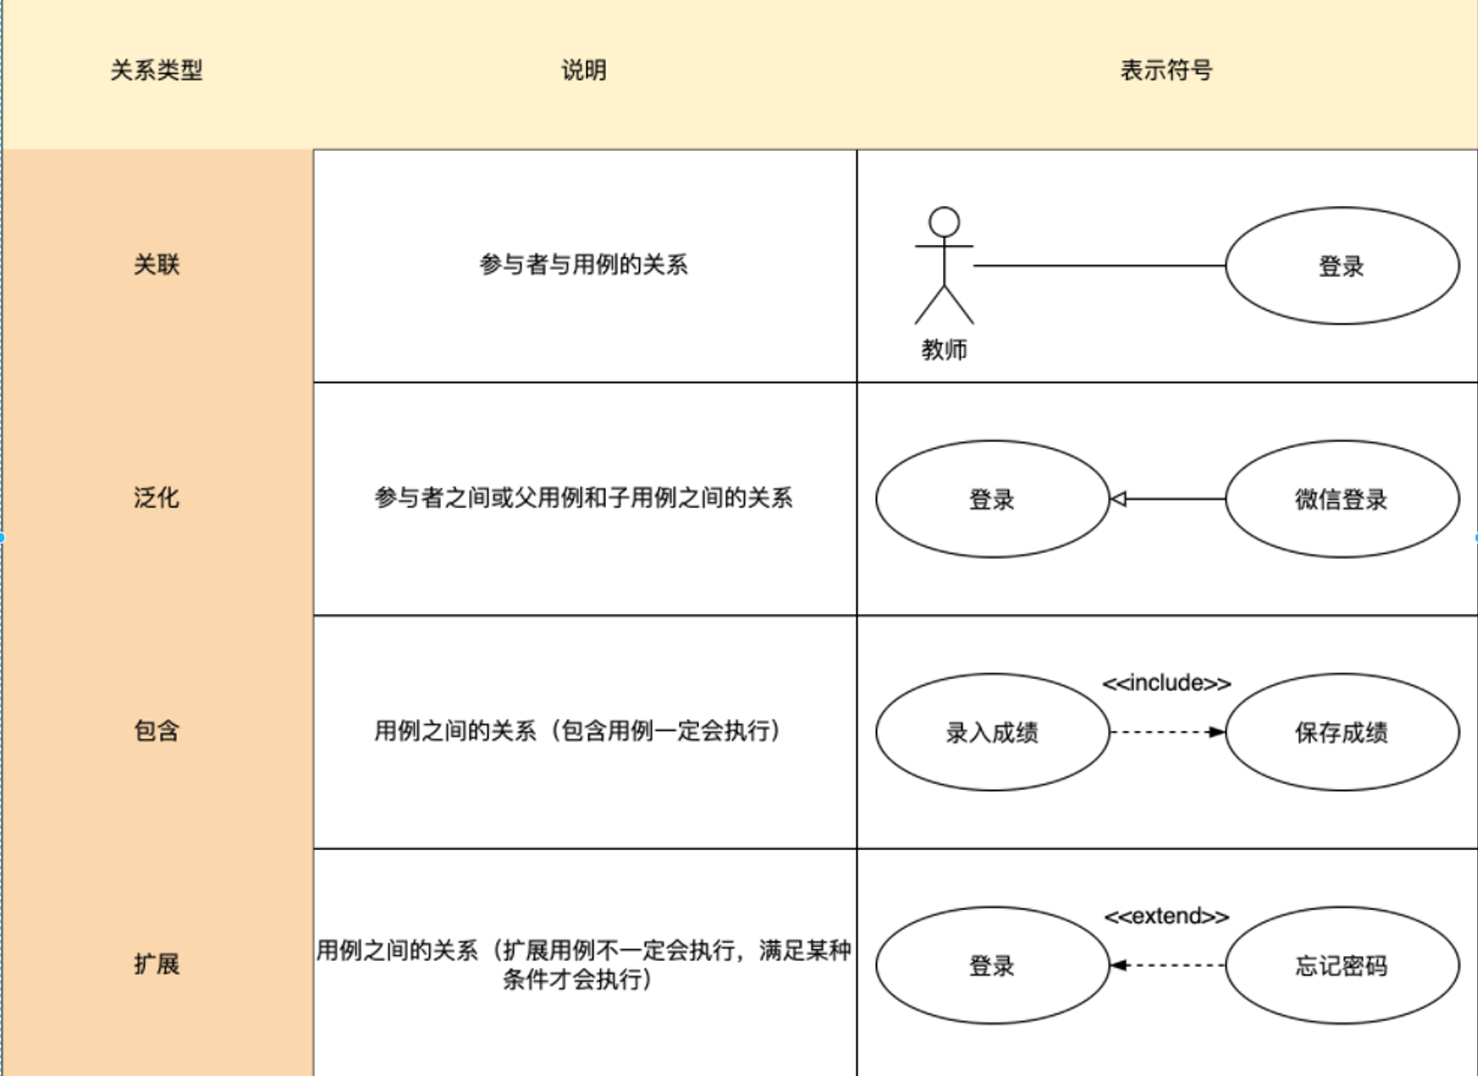 关系类型
说明
表示符号
关联
参与者与用例的关系
教师
登录
泛化
参与者之间或父用例和子用例之间的关系
登录
微信登录
包含
用例之间的关系（包含用例一定会执行）
<<include>>
录入成绩
保存成绩
扩展
用例之间的关系（扩展用例不一定会执行，满足某种
条件才会执行）
<<extend>>
登录
忘记密码